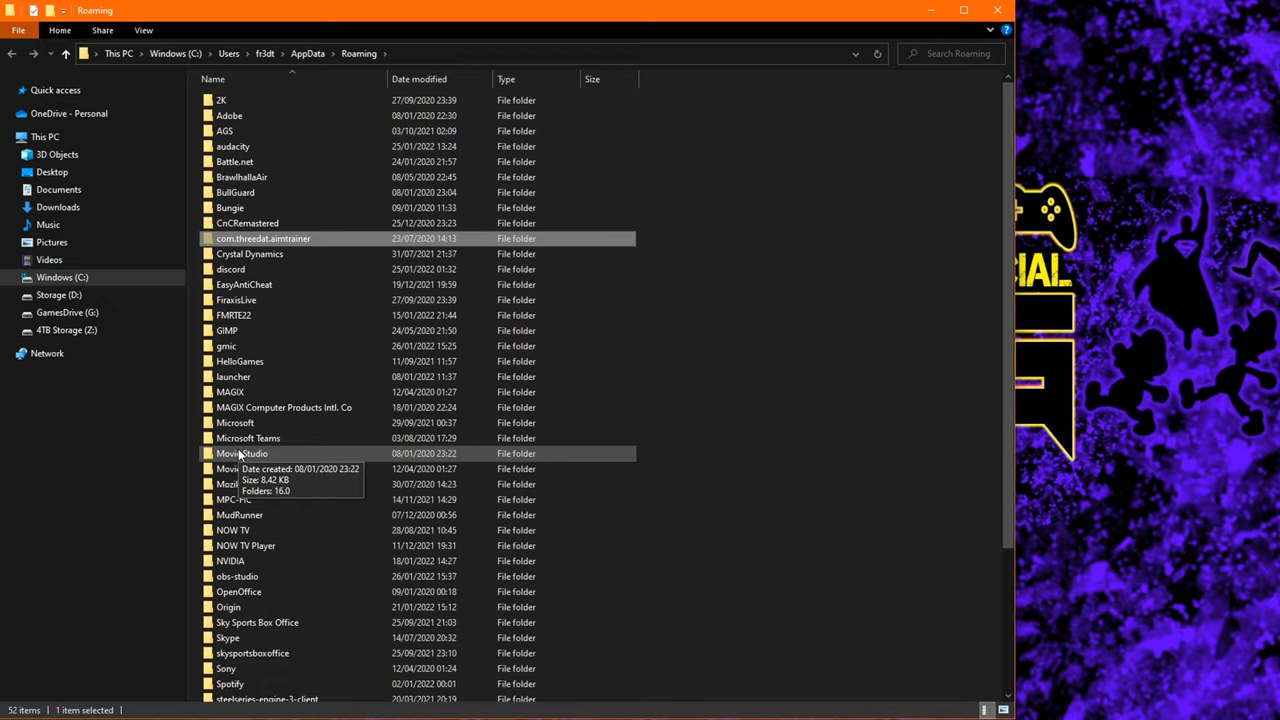 Roaming
File Home Share View
This PC Windows (C:) Users fr3dt AppData Roaming
Search Roaming
Name Date modified Type Size
Quick access
OneDrive - Personal
This PC
3D Objects
Desktop
Documents
Downloads
Music
Pictures
Videos
Windows (C:)
Storage (D:)
GamesDrive (G:)
4TB Storage (Z:)
Network
2K 27/09/2020 23:39 File folder
Adobe 08/01/2020 22:30 File folder
AGS 03/10/2021 02:09 File folder
audacity 25/01/2022 13:24 File folder
Battle.net 24/01/2020 21:57 File folder
BrawlhallaAir 08/05/2020 22:45 File folder
BullGuard 08/01/2020 23:04 File folder
Bungie 09/01/2020 11:33 File folder
CnCRemastered 25/12/2020 23:23 File folder
com.threedat.aimtrainer 23/07/2020 14:13 File folder
Crystal Dynamics 31/07/2021 21:37 File folder
discord 25/01/2022 01:32 File folder
EasyAntiCheat 19/12/2021 19:59 File folder
FiraxisLive 27/09/2020 23:39 File folder
FMRTE22 15/01/2022 21:44 File folder
GIMP 24/05/2020 21:50 File folder
gmic 26/01/2022 15:25 File folder
HelloGames 11/09/2021 11:57 File folder
launcher 08/01/2022 11:37 File folder
MAGIX 12/04/2020 01:27 File folder
MAGIX Computer Products Intl. Co 18/01/2020 22:24 File folder
Microsoft 29/09/2021 00:37 File folder
Microsoft Teams 03/08/2020 17:29 File folder
MovieStudio 08/01/2020 23:22 File folder
12/04/2020 01:27 File folder
30/07/2020 14:23 File folder
MPC-HC 14/11/2021 14:29 File folder
Date created: 08/01/2020 23:22
Size: 8.42 KB
Folders: 16.0
MudRunner 07/12/2020 00:56 File folder
NOW TV 28/08/2021 10:45 File folder
NOW TV Player 11/12/2021 19:31 File folder
NVIDIA 18/01/2022 14:27 File folder
obs-studio 26/01/2022 15:37 File folder
OpenOffice 09/01/2020 00:18 File folder
Origin 21/01/2022 15:12 File folder
Sky Sports Box Office 25/09/2021 21:03 File folder
Skype 14/07/2020 20:32 File folder
skysportsboxoffice 25/09/2021 23:10 File folder
Sony 12/04/2020 01:24 File folder
Spotify 02/01/2022 00:01 File folder
steelseries-engine-3-client 20/03/2021 20:19 File folder
52 items 1 item selected
CIAL